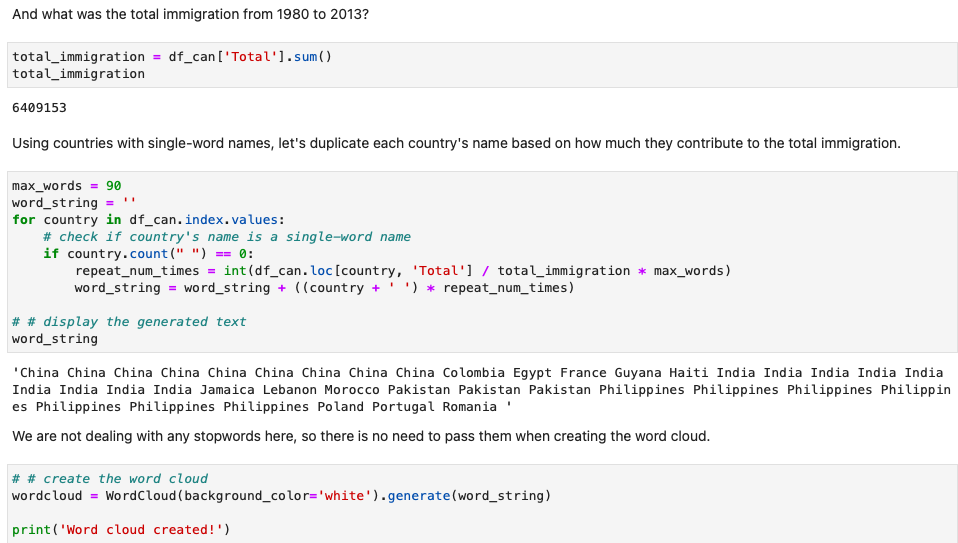 And what was the total immigration from 1980 to 2013?
total_immigration = df_can['Total'].sum()
total_immigration
6409153
Using countries with single-word names, let's duplicate each country's name based on how much they contribute to the total immigration.
max_words = 90
word_string = ''
for country in df_can.index.values:
    # check if country's name is a single-word name
    if country.count(" ") == 0:
        repeat_num_times = int(df_can.loc[country, 'Total'] / total_immigration * max_words)
        word_string = word_string + ((country + ' ') * repeat_num_times)
# # display the generated text
word_string
'China China China China China China China China China Colombia Egypt France Guyana Haiti India India India India India
India India India India Jamaica Lebanon Morocco Pakistan Pakistan Pakistan Philippines Philippines Philippines Philippin
es Philippines Philippines Philippines Poland Portugal Romania '
We are not dealing with any stopwords here, so there is no need to pass them when creating the word cloud.
# # create the word cloud
wordcloud = WordCloud(background_color='white').generate(word_string)
print('Word cloud created!')